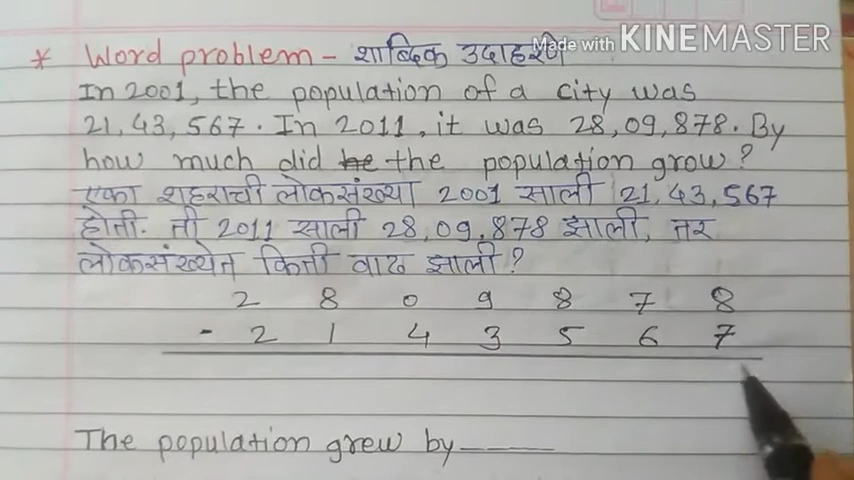 * Word problem - शाब्दिक उदाहरणे
Made with KINEMASTER
In 2001, the population of a city was
21,43,567. In 2011, it was 28,09,878. By
how much did he the population grow?
एका शहराची लोकसंख्या 2001 साली 21,43,567
होती. ती 2011 साली 28,09,878 झाली, तर
लोकसंख्येत किती वाढ झाली?
2 8 0 9 8 7 8
- 2 1 4 3 5 6 7
The population grew by